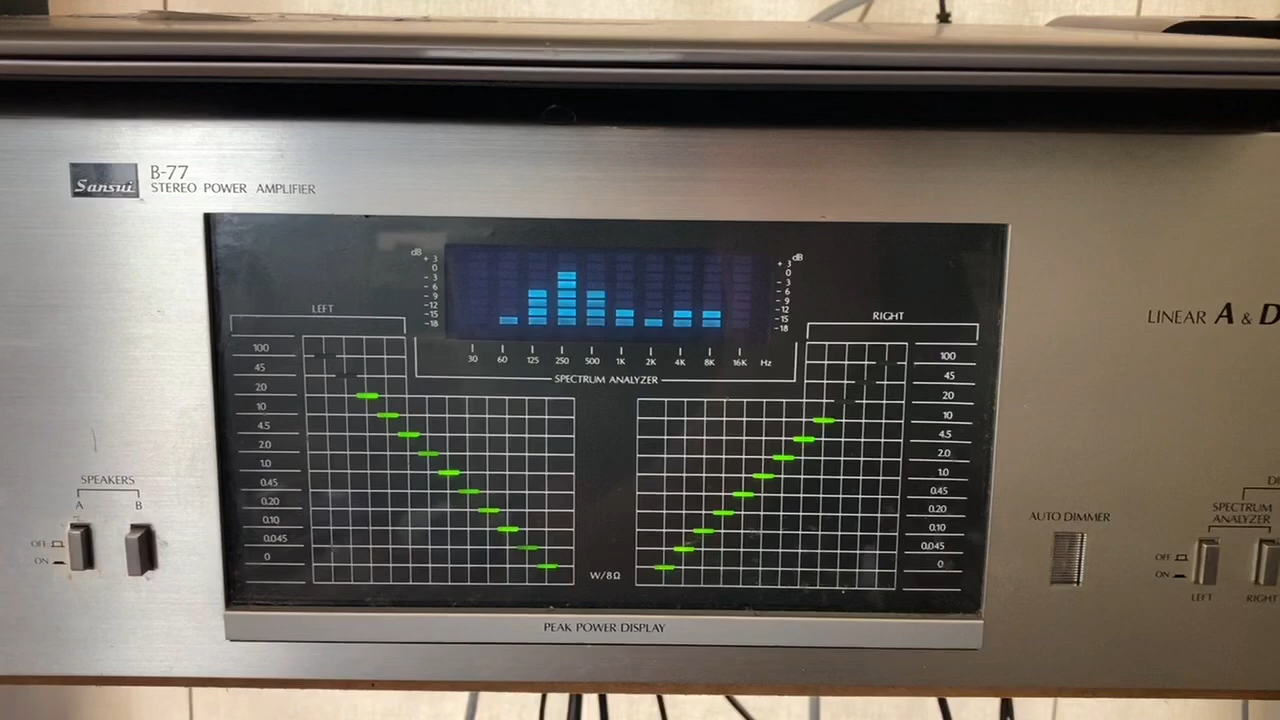 Sansui
B-77
STEREO POWER AMPLIFIER
dB
+ 3
0
- 3
- 6
- 9
- 12
- 15
- 18
dB
+ 3
0
- 3
- 6
- 9
- 12
- 15
- 18
30 60 125 250 500 1K 2K 4K 8K 16K Hz
SPECTRUM ANALYZER
LEFT
100
45
20
10
4.5
2.0
1.0
0.45
0.20
0.10
0.045
0
RIGHT
100
45
20
10
4.5
2.0
1.0
0.45
0.20
0.10
0.045
0
W/8Ω
PEAK POWER DISPLAY
SPEAKERS
A B
OFF
ON
LINEAR A & D
AUTO DIMMER
SPECTRUM
ANALYZER
OFF
ON
LEFT RIGHT